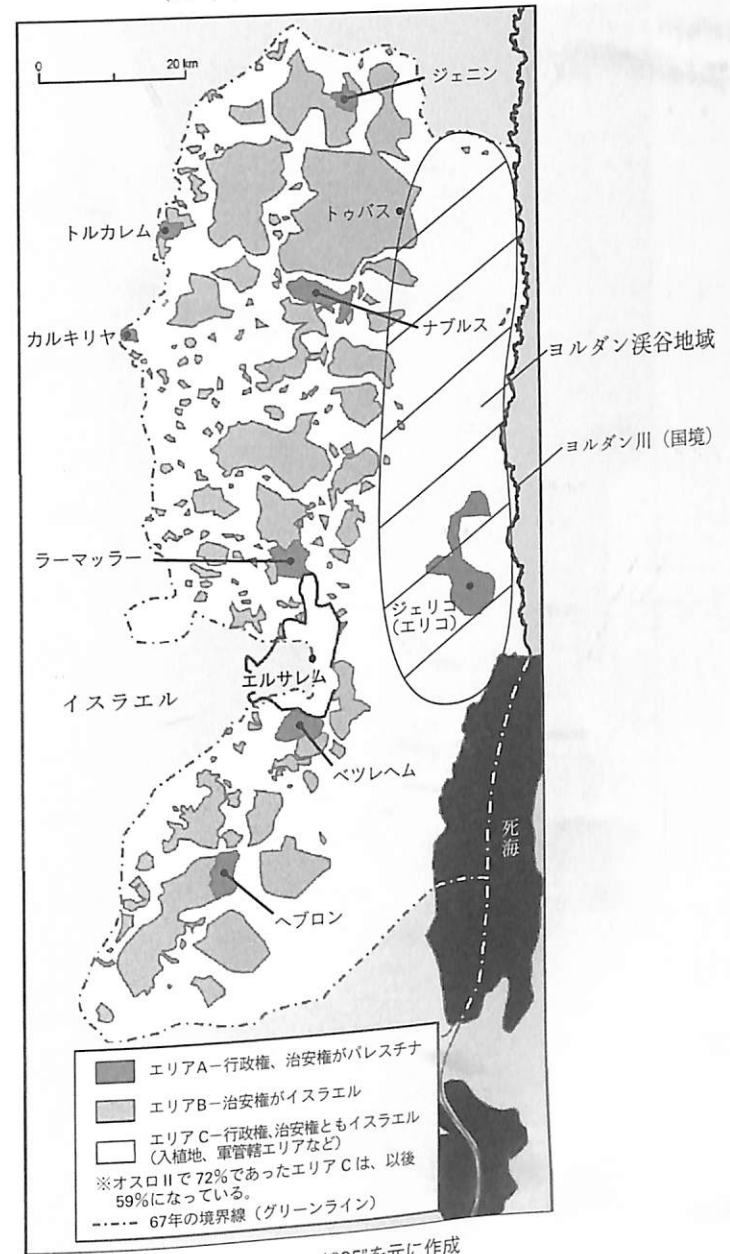 0
20 km
ジェニン
トゥバス
トルカレム
カルキリヤ
ナブルス
ヨルダン渓谷地域
ヨルダン川（国境）
ラーマッラー
ジェリコ
（エリコ）
エルサレム
イスラエル
ベツレヘム
死海
ヘブロン
エリアA－行政権、治安権がパレスチナ
エリアB－治安権がイスラエル
エリアC－行政権、治安権ともイスラエル
（入植地、軍管轄エリアなど）
※オスロⅡで72%であったエリアCは、以後
59%になっている。
67年の境界線（グリーンライン）
を元に作成